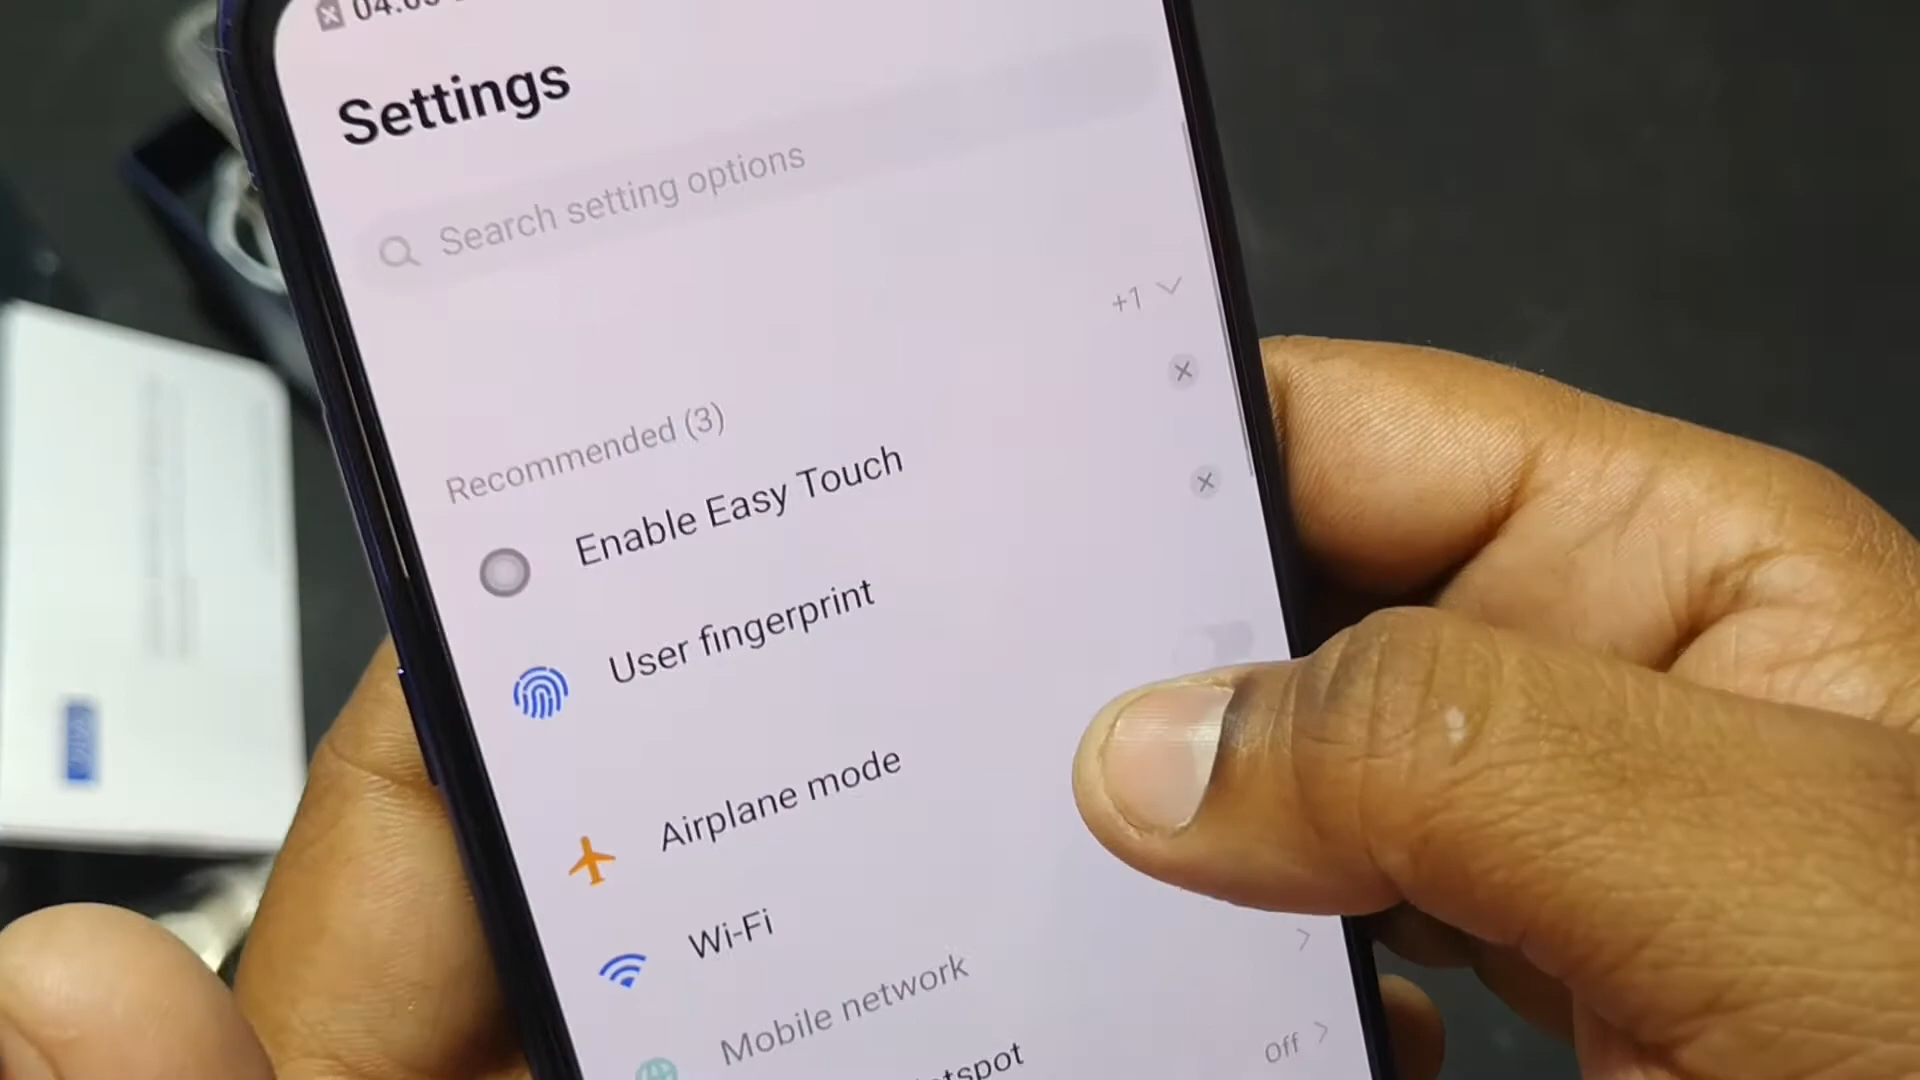 Settings
Search setting options
+1
Recommended (3)
Enable Easy Touch
User fingerprint
Airplane mode
Wi-Fi
Mobile network
Off